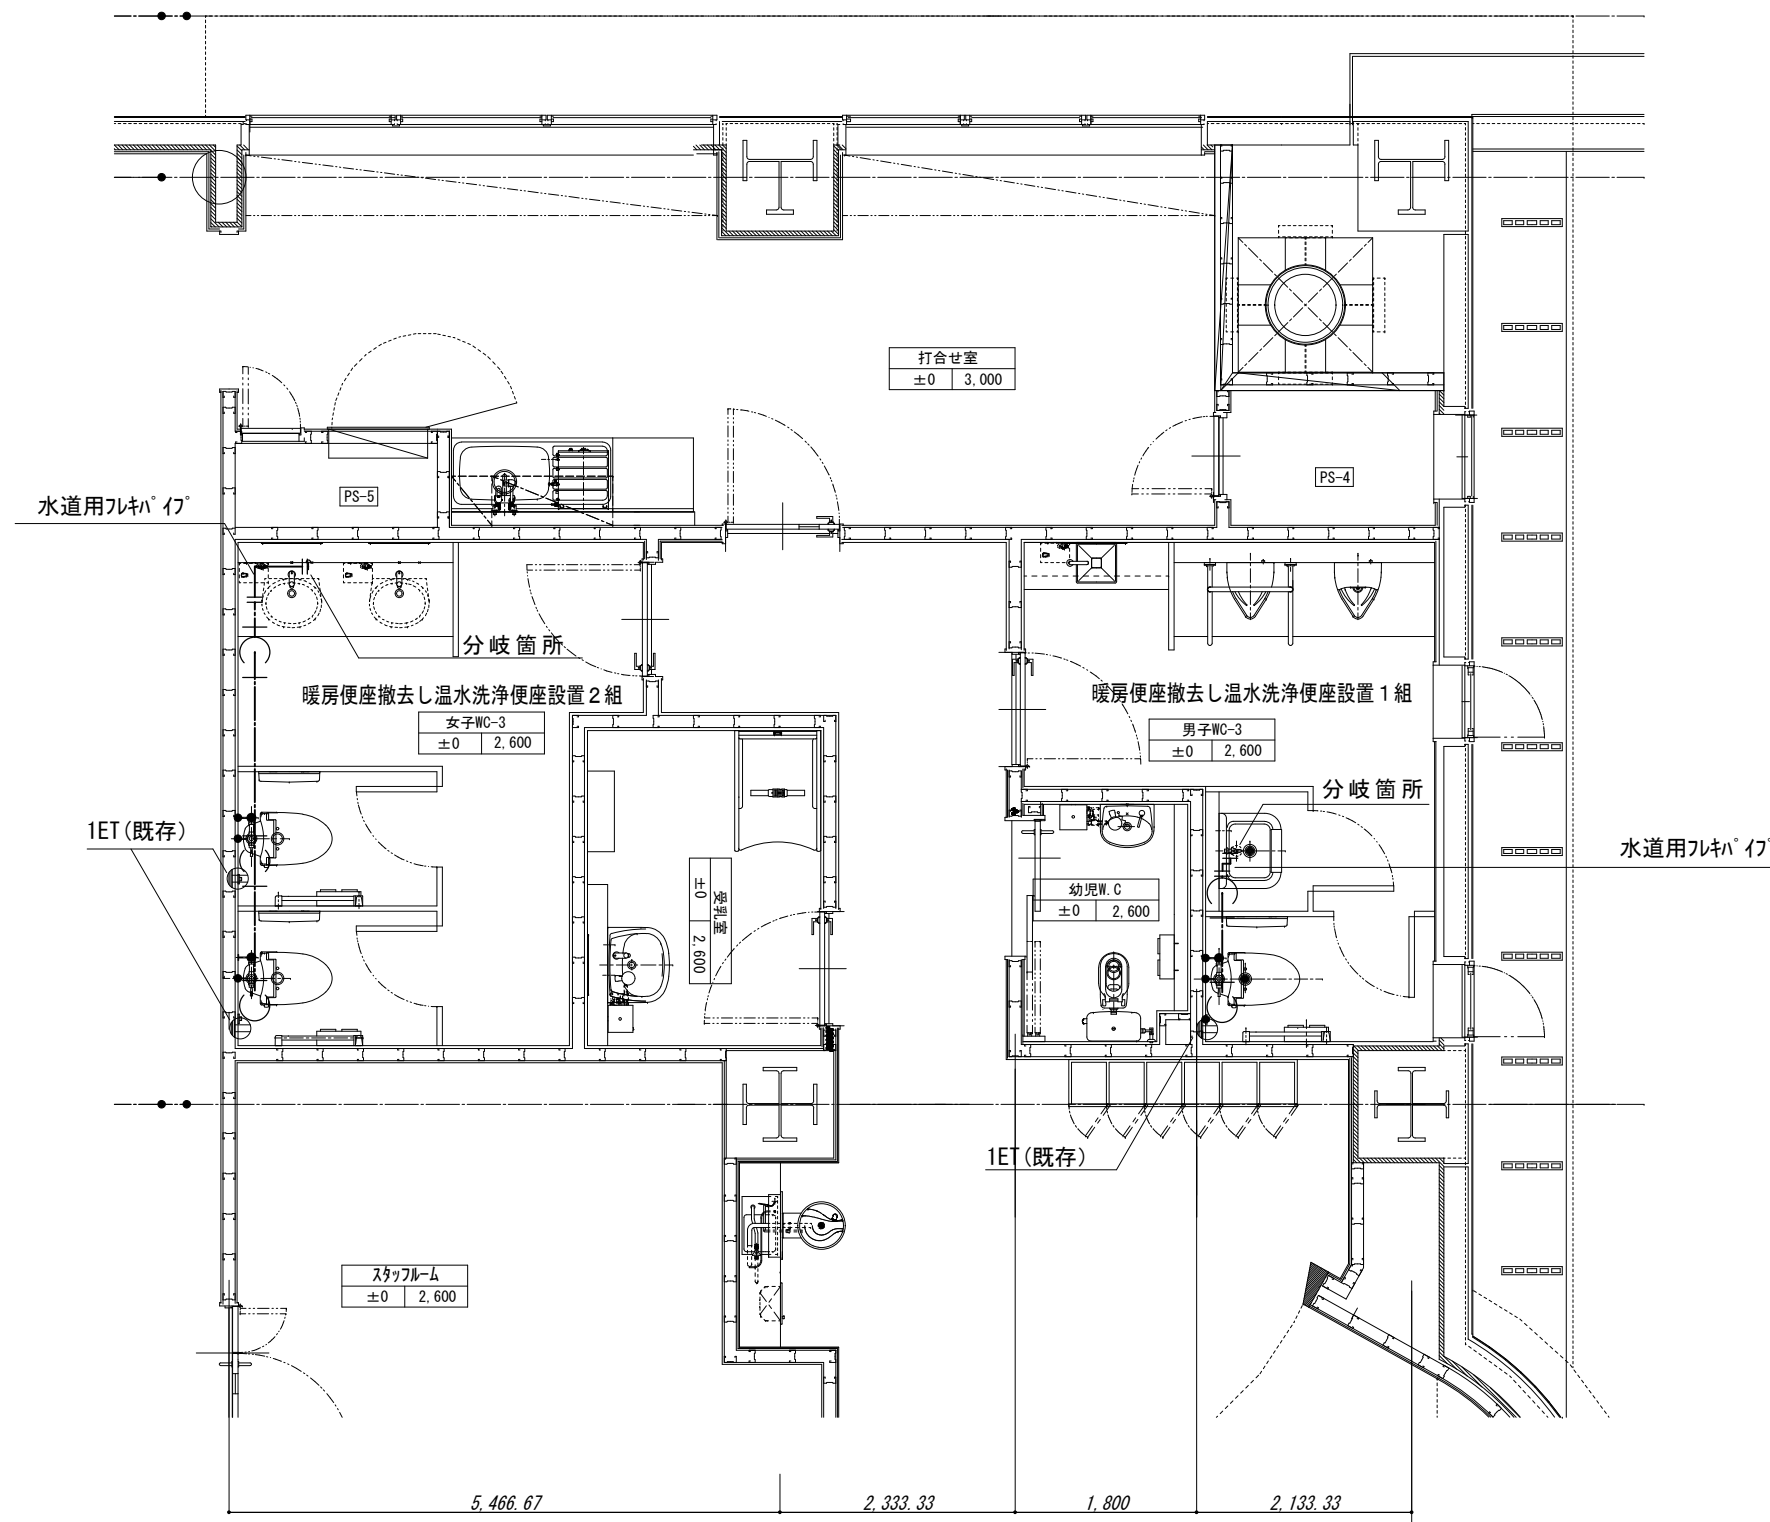 打合せ室
±0 3,000
PS-5
PS-4
水道用ﾌﾚｷﾊﾟｲﾌﾟ
分岐箇所
暖房便座撤去し温水洗浄便座設置２組
女子WC-3
±0 2,600
暖房便座撤去し温水洗浄便座設置１組
男子WC-3
±0 2,600
分岐箇所
1ET(既存)
水道用ﾌﾚｷﾊﾟｲﾌﾟ
受乳室
±0 2,600
幼児W.C
±0 2,600
1ET(既存)
ｽﾀｯﾌﾙｰﾑ
±0 2,600
5,466.67 2,333.33 1,800 2,133.33